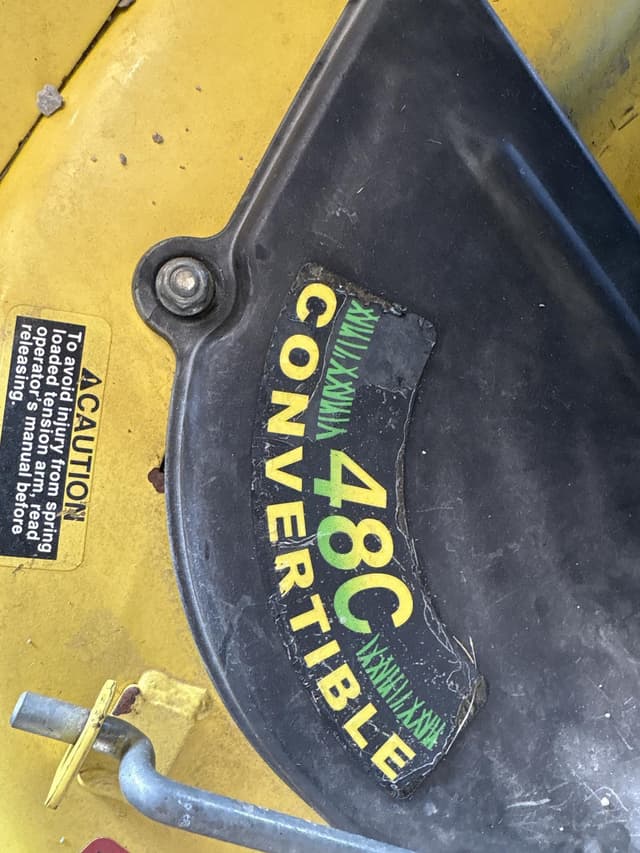 ⚠CAUTION
To avoid injury from spring
loaded tension arm, read
operator's manual before
releasing.
48C
CONVERTIBLE